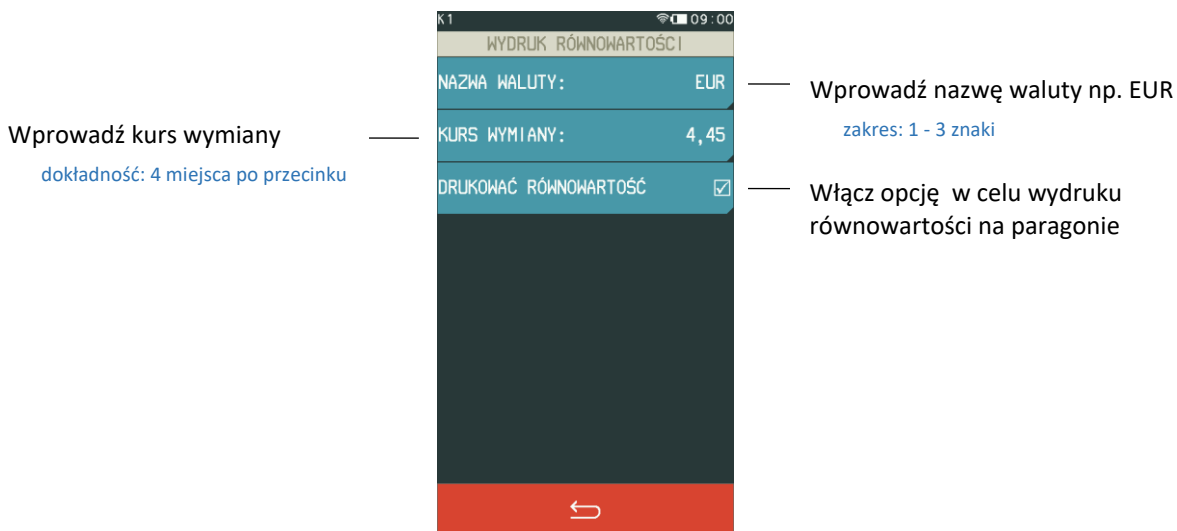 K1 09:00
WYDRUK RÓWNOWARTOŚCI
NAZWA WALUTY: EUR
Wprowadź nazwę waluty np. EUR
zakres: 1 - 3 znaki
Wprowadź kurs wymiany
dokładność: 4 miejsca po przecinku
KURS WYMIANY: 4,45
DRUKOWAĆ RÓWNOWARTOŚĆ
Włącz opcję w celu wydruku
równowartości na paragonie